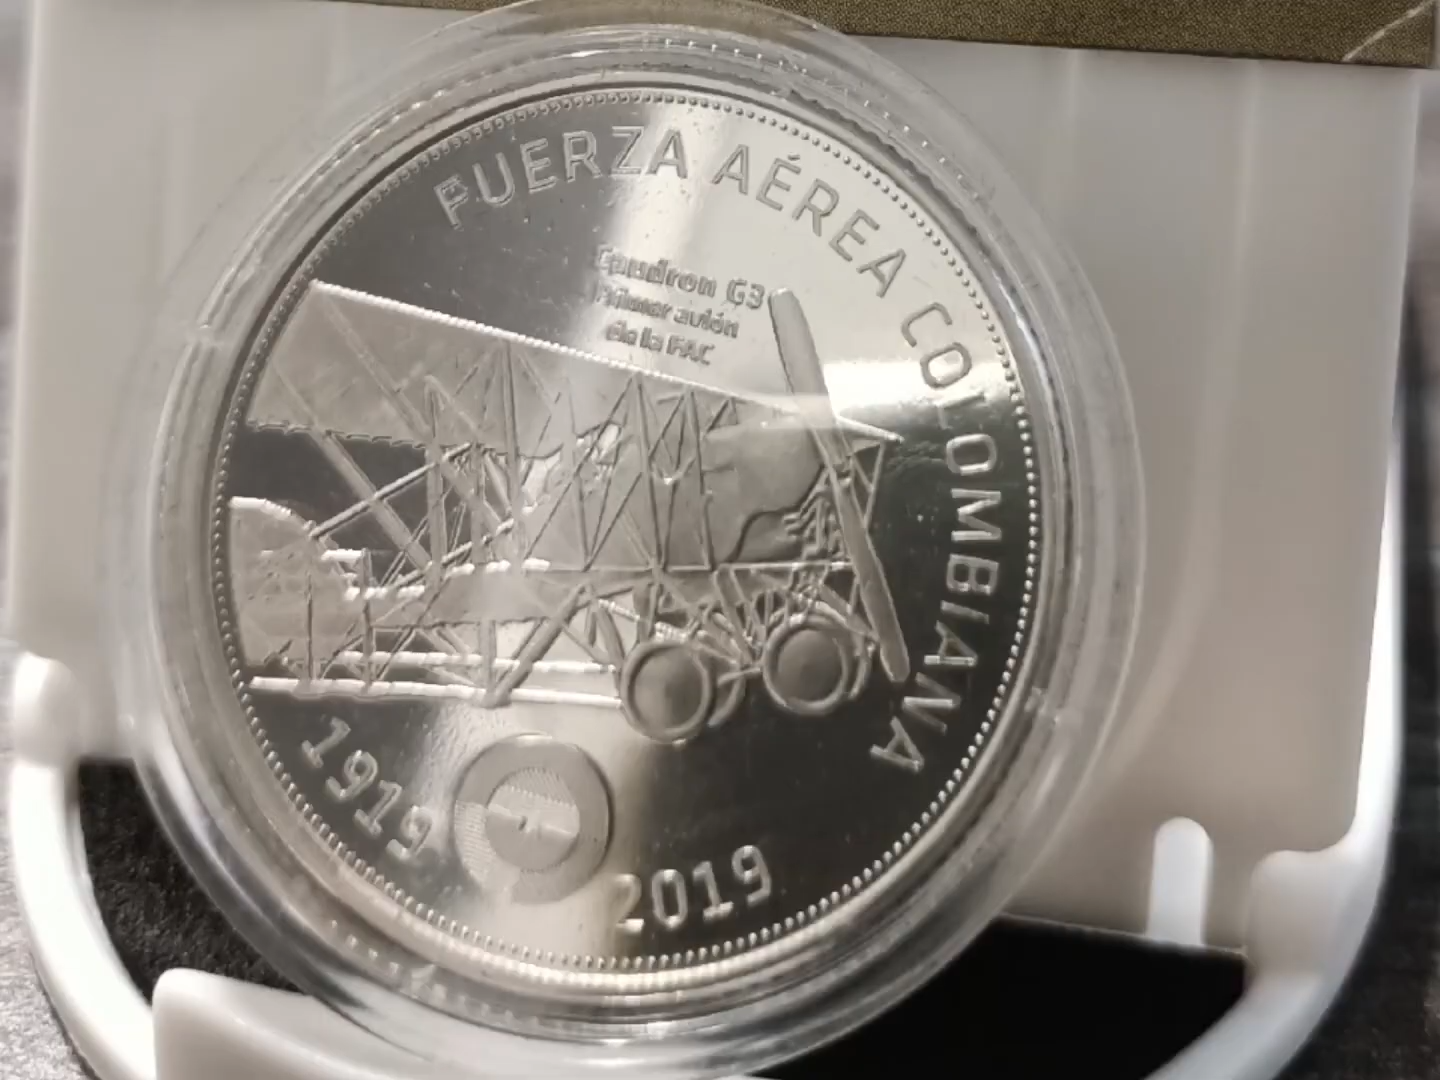 FUERZA AÉREA COLOMBIANA
Caudron G3
Primer avión
de la FAC
1919 2019